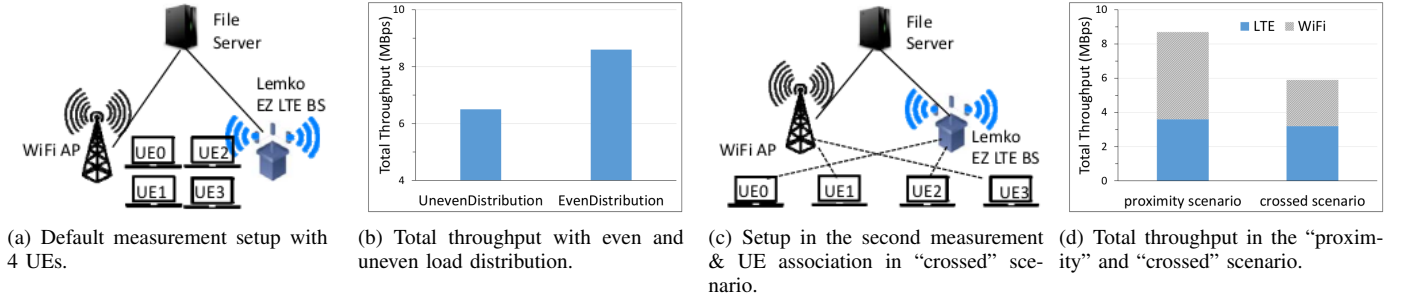 File
Server
Lemko
EZ LTE BS
WiFi AP
UE0
UE2
UE1
UE3
(a) Default measurement setup with
4 UEs.
Total Throughput (MBps)
10
8
6
4
UnevenDistribution
EvenDistribution
(b) Total throughput with even and
uneven load distribution.
File
Server
WiFi AP
Lemko
EZ LTE BS
UE0
UE1
UE2
UE3
(c) Setup in the second measurement
& UE association in “crossed” sce-
nario.
Total Throughput (MBps)
10
8
6
4
2
0
LTE
WiFi
proximity scenario
crossed scenario
(d) Total throughput in the “proxim-
ity” and “crossed” scenario.